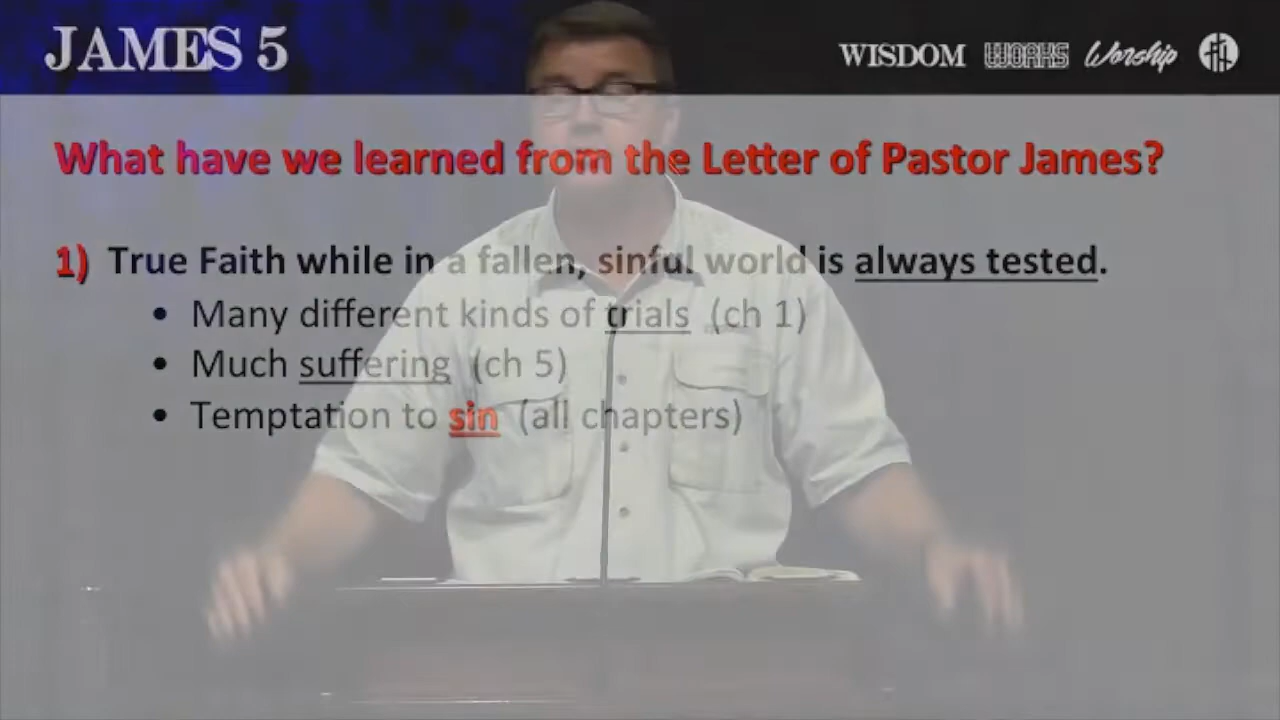 JAMES 5
WISDOM WORKS Worship
What have we learned from the Letter of Pastor James?
1) True Faith while in a fallen, sinful world is always tested.
• Many different kinds of trials (ch 1)
• Much suffering (ch 5)
• Temptation to sin (all chapters)